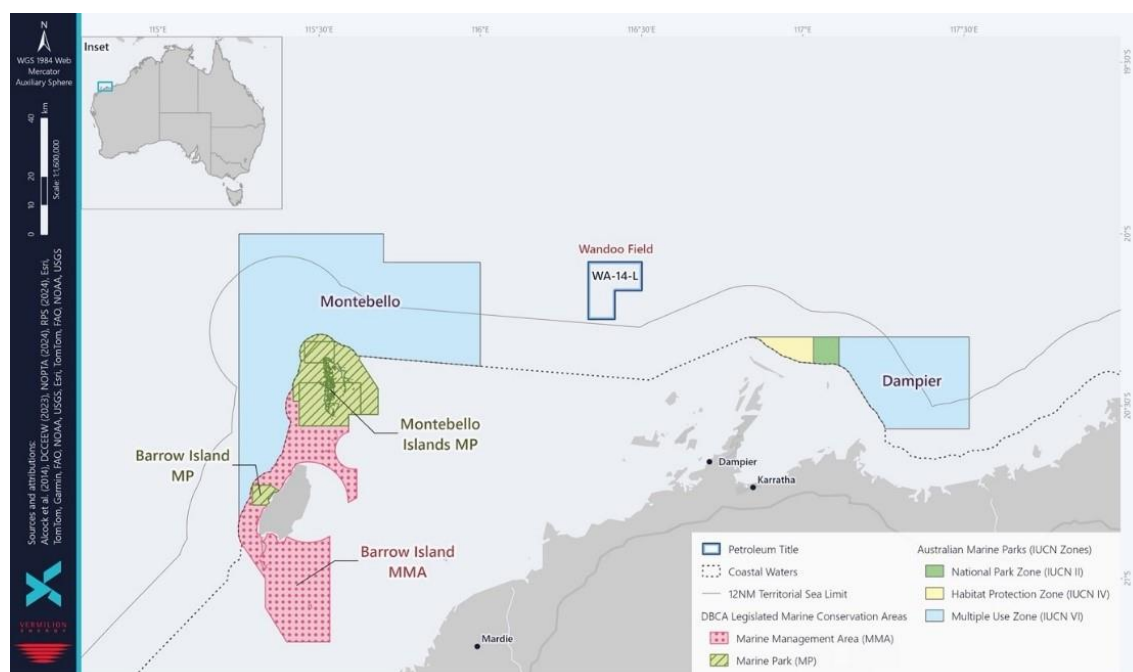 N
WGS 1984 Web
Mercator
Auxiliary Sphere
40
km
20
10
0
Scale: 1:1,600,000
Sources and attributions:
Alcock et al. (2014), DCCEEW (2023), NOPTA (2024), RPS (2024), Esri,
TomTom, Garmin, FAO, NOAA, USGS, Esri, TomTom, FAO, NOAA, USGS
VERMILION
ENERGY
115°E
115°30'E
116°E
116°30'E
117°E
117°30'E
19°30'S
20°S
20°30'S
21°S
Inset
Wandoo Field
WA-14-L
Montebello
Dampier
Montebello
Islands MP
Barrow Island
MP
Barrow Island
MMA
Dampier
Karratha
Mardie
Petroleum Title
Coastal Waters
12NM Territorial Sea Limit
DBCA Legislated Marine Conservation Areas
Marine Management Area (MMA)
Marine Park (MP)
Australian Marine Parks (IUCN Zones)
National Park Zone (IUCN II)
Habitat Protection Zone (IUCN IV)
Multiple Use Zone (IUCN VI)